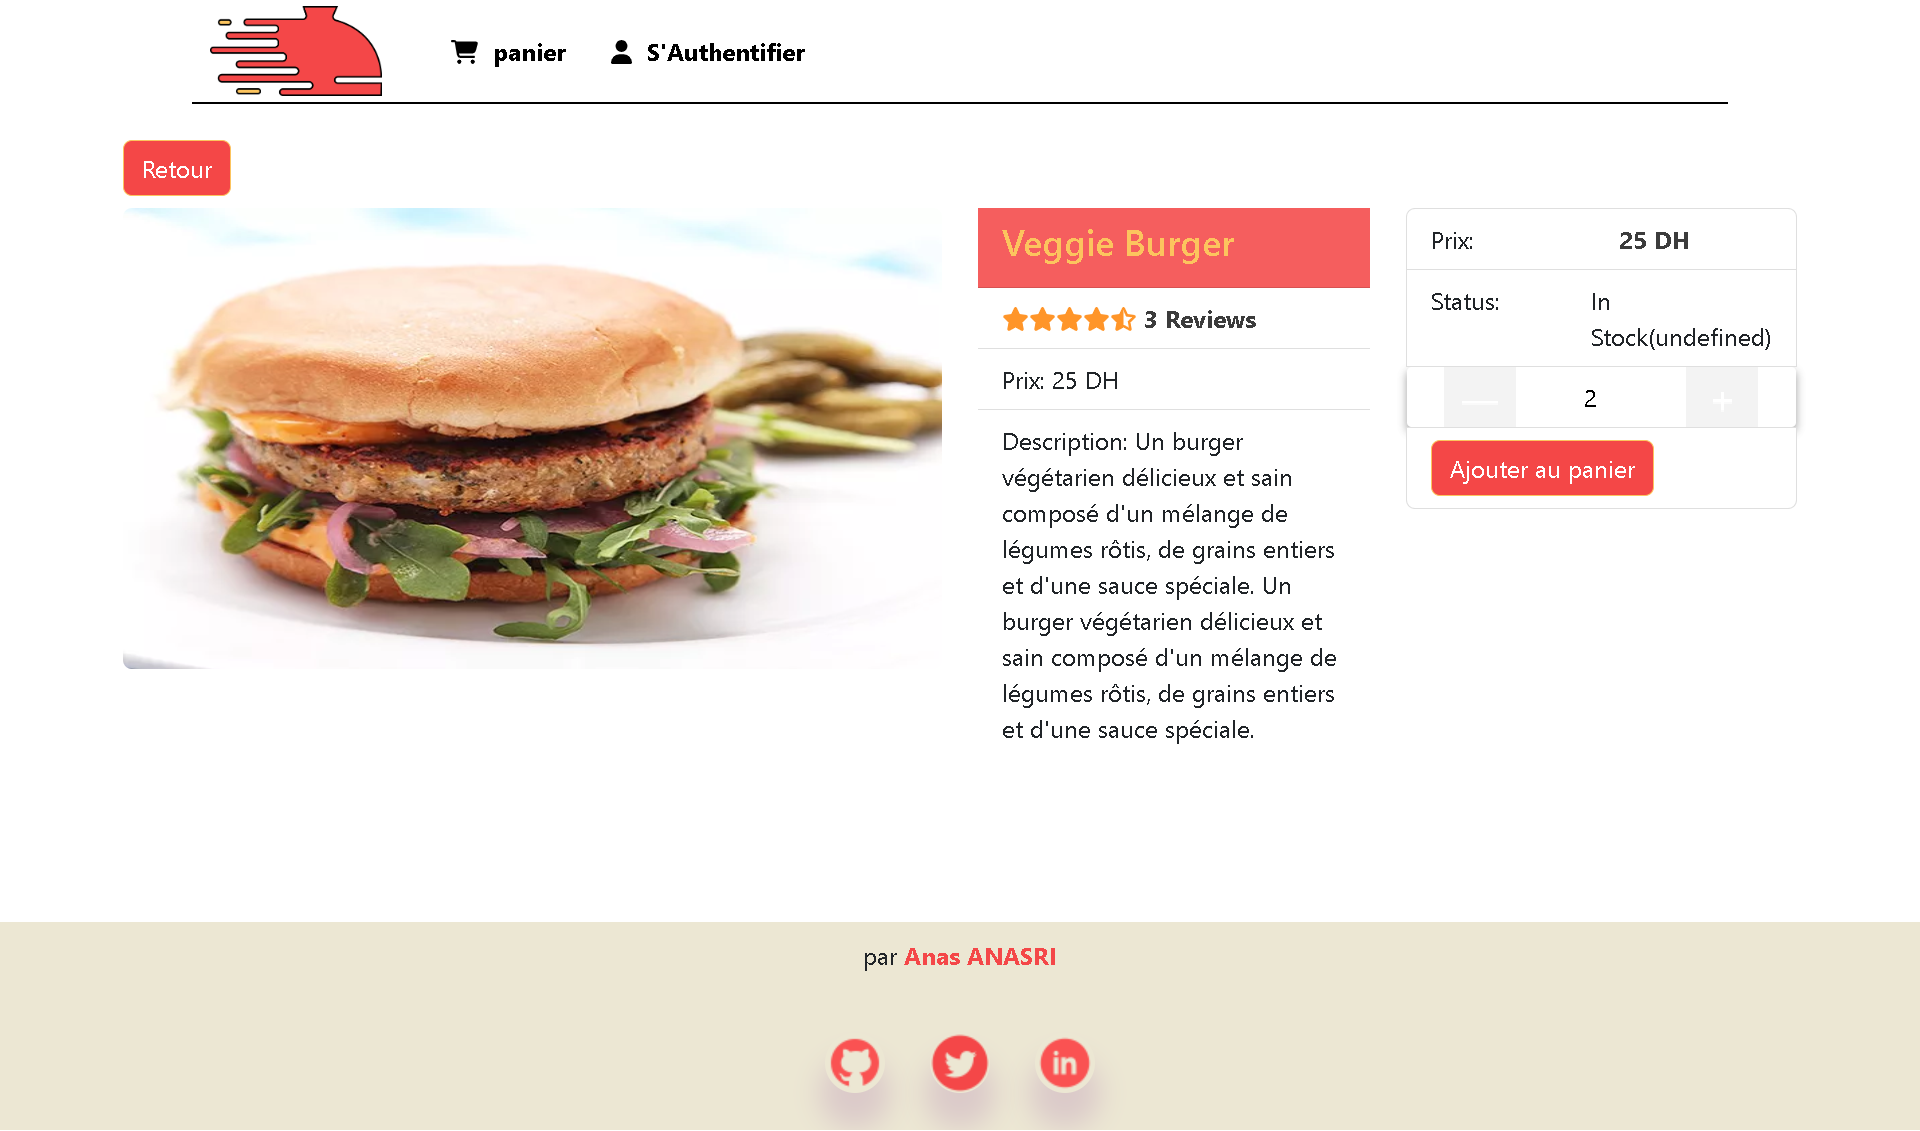 panier
S'Authentifier
Retour
Veggie Burger
3 Reviews
Prix: 25 DH
Description: Un burger
végétarien délicieux et sain
composé d'un mélange de
légumes rôtis, de grains entiers
et d'une sauce spéciale. Un
burger végétarien délicieux et
sain composé d'un mélange de
légumes rôtis, de grains entiers
et d'une sauce spéciale.
Prix: 25 DH
Status: In
Stock(undefined)
— 2 +
Ajouter au panier
par Anas ANASRI
in